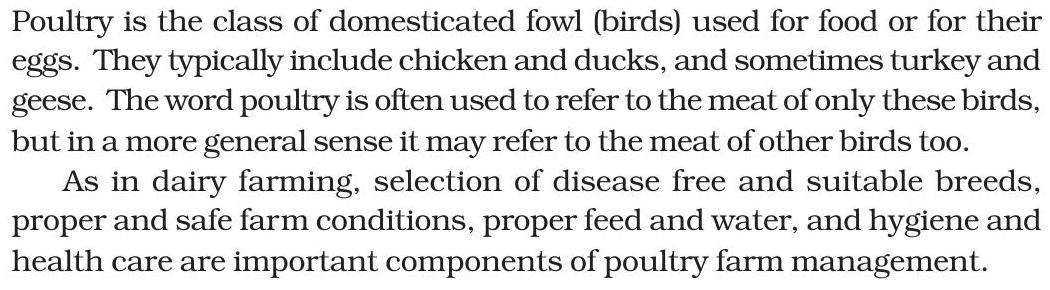 Poultry is the class of domesticated fowl (birds) used for food or for their
eggs. They typically include chicken and ducks, and sometimes turkey and
geese. The word poultry is often used to refer to the meat of only these birds,
but in a more general sense it may refer to the meat of other birds too.
As in dairy farming, selection of disease free and suitable breeds,
proper and safe farm conditions, proper feed and water, and hygiene and
health care are important components of poultry farm management.